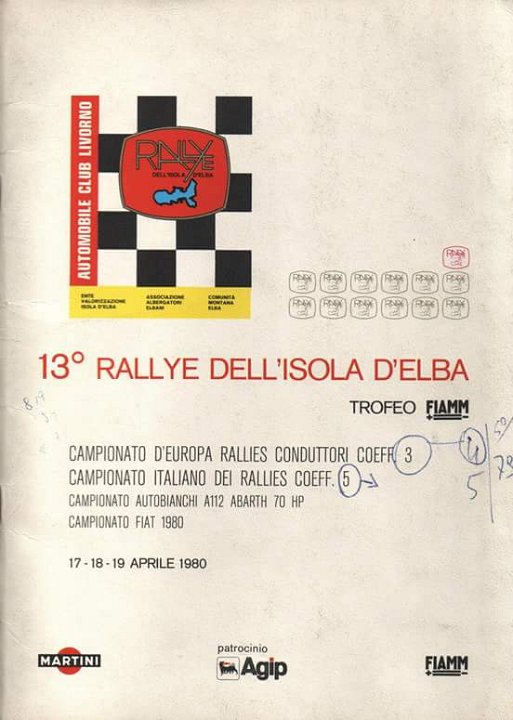 AUTOMOBILE CLUB LIVORNO
RALLYE
DELL'ISOLA D'ELBA
ENTE
VALORIZZAZIONE
ISOLA D'ELBA
ASSOCIAZIONE
ALBERGATORI
ELBANI
COMUNITÀ
MONTANA
ELBA
13° RALLYE DELL'ISOLA D'ELBA
TROFEO FIAMM
CAMPIONATO D'EUROPA RALLIES CONDUTTORI COEFF. 3
CAMPIONATO ITALIANO DEI RALLIES COEFF. 5
5
CAMPIONATO AUTOBIANCHI A112 ABARTH 70 HP
CAMPIONATO FIAT 1980
17-18-19 APRILE 1980
MARTINI
patrocinio
Agip
FIAMM